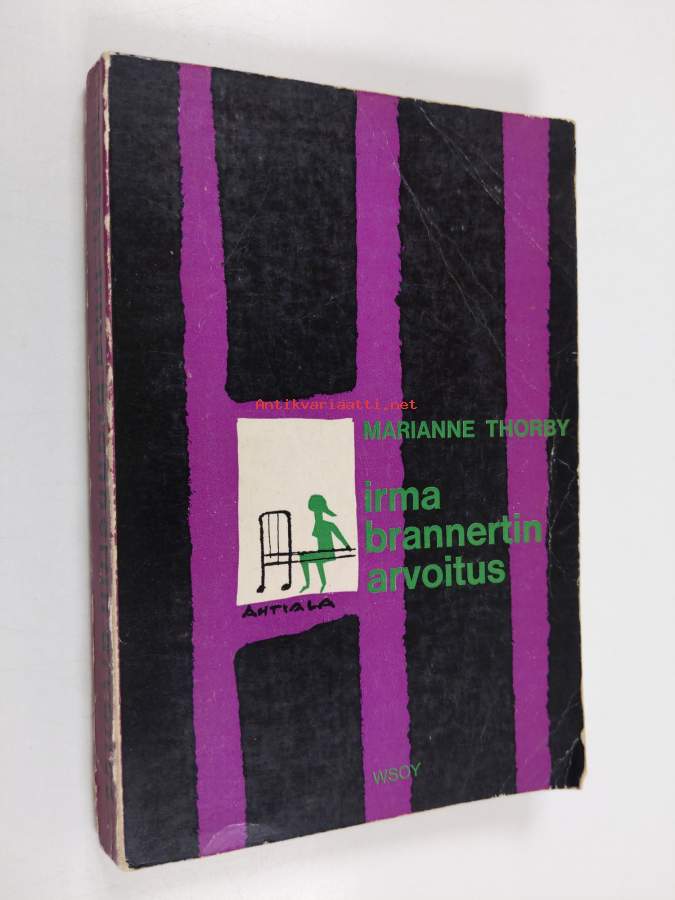 Antikvariaatti.net
MARIANNE THORBY
irma
brannertin
arvoitus
AHTIALA
WSOY